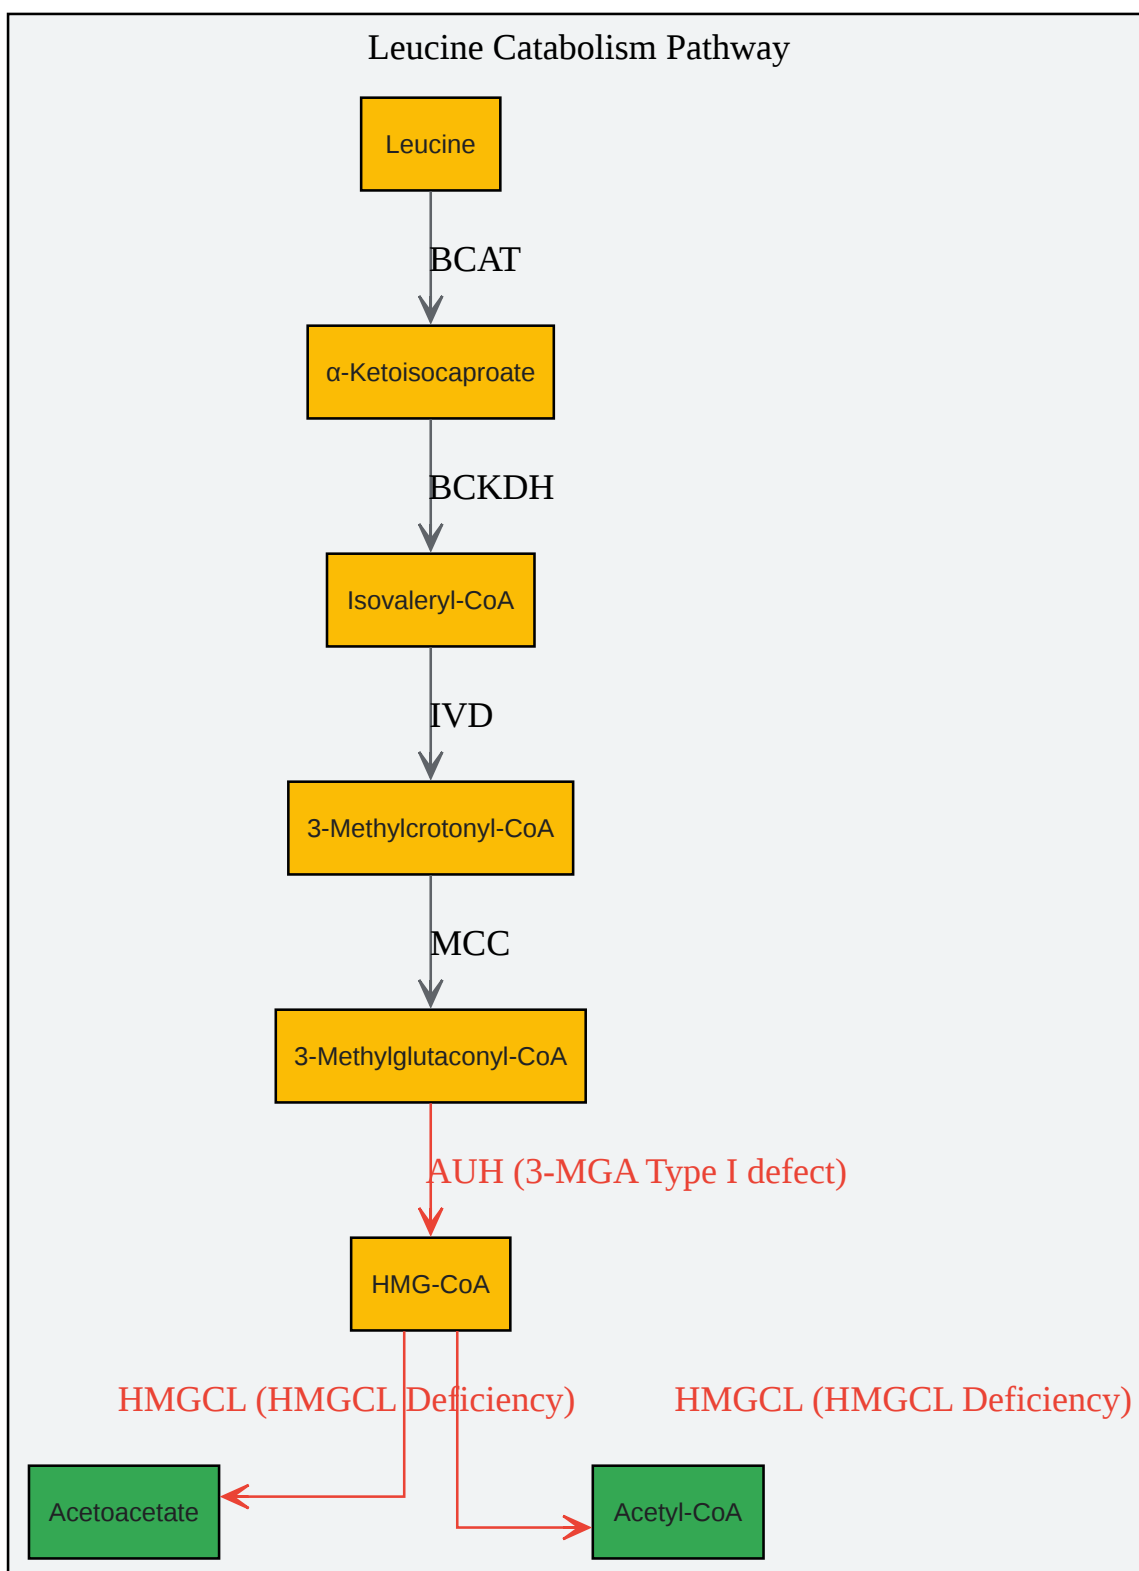 Leucine Catabolism Pathway
Leucine
BCAT
α-Ketoisocaproate
BCKDH
Isovaleryl-CoA
IVD
3-Methylcrotonyl-CoA
MCC
3-Methylglutaconyl-CoA
AUH (3-MGA Type I defect)
HMG-CoA
HMGCL (HMGCL Deficiency)
HMGCL (HMGCL Deficiency)
Acetoacetate
Acetyl-CoA